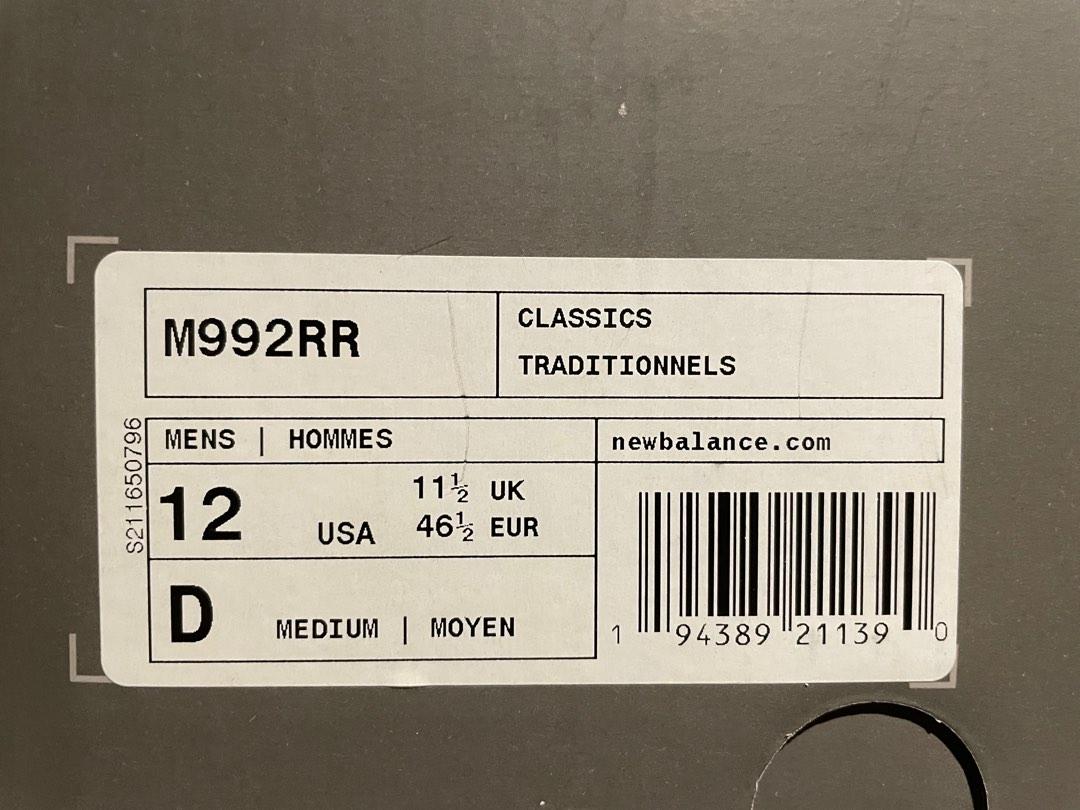 M992RR
CLASSICS
TRADITIONNELS
MENS | HOMMES
newbalance.com
S211650796
12 USA
11½ UK
46½ EUR
D MEDIUM | MOYEN
1 94389 21139 0